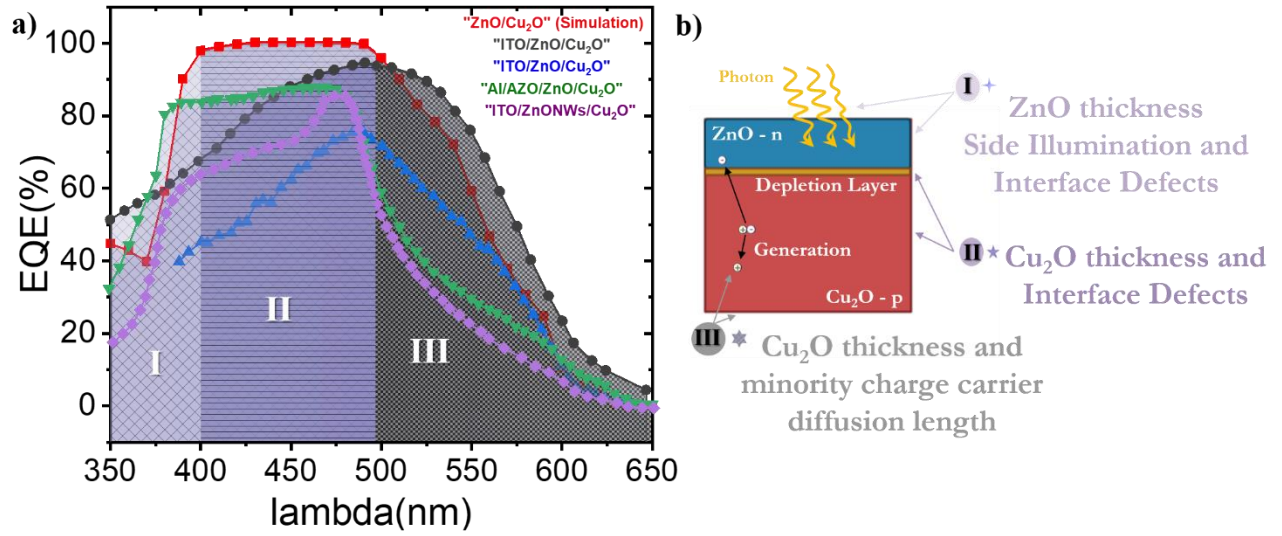 a)
"ZnO/Cu₂O" (Simulation)
"ITO/ZnO/Cu₂O"
"ITO/ZnO/Cu₂O"
"Al/AZO/ZnO/Cu₂O"
"ITO/ZnONWs/Cu₂O"
100
80
60
40
20
0
EQE(%)
I
II
III
350 400 450 500 550 600 650
lambda(nm)
b)
Photon
ZnO - n
Depletion Layer
Generation
Cu₂O - p
I
ZnO thickness
Side Illumination and
Interface Defects
II
Cu₂O thickness and
Interface Defects
III
Cu₂O thickness and
minority charge carrier
diffusion length